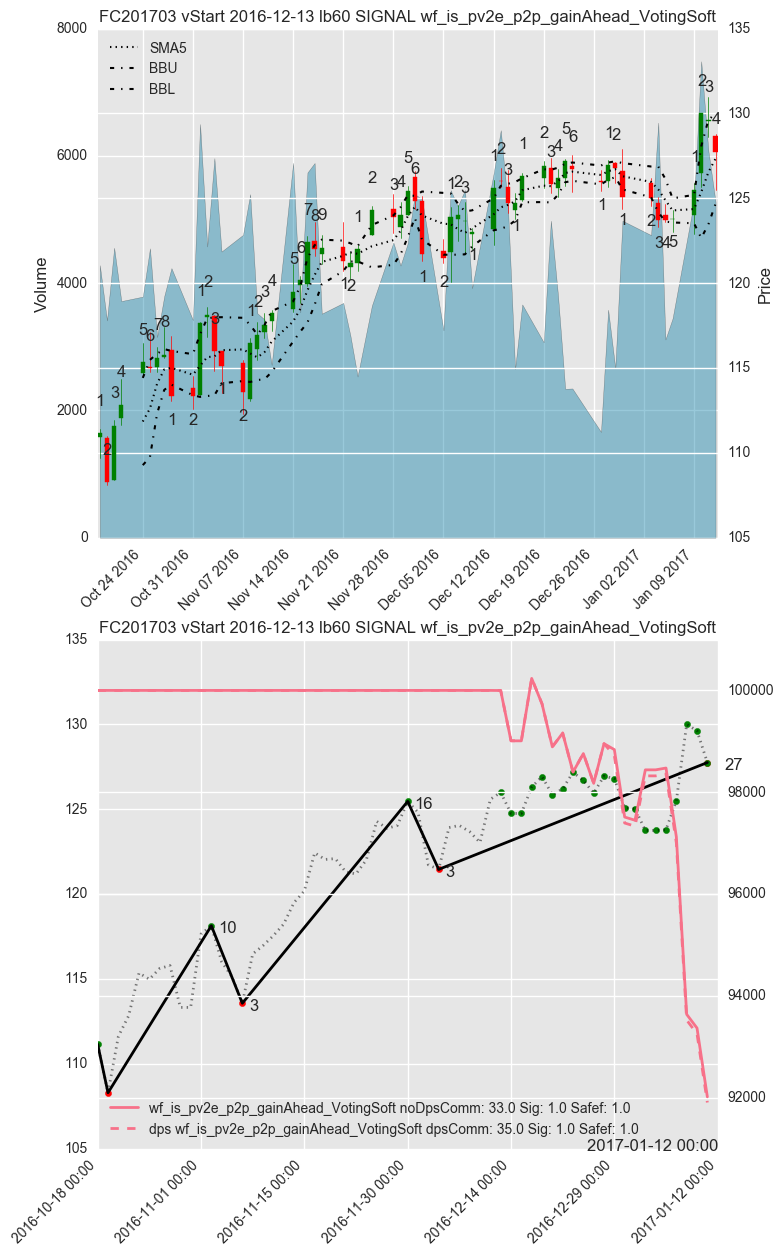 FC201703 vStart 2016-12-13 lb60 SIGNAL wf_is_pv2e_p2p_gainAhead_VotingSoft
8000
6000
4000
2000
0
Volume
SMA5
BBU
BBL
135
130
125
120
115
110
105
Price
Oct 24 2016
Oct 31 2016
Nov 07 2016
Nov 14 2016
Nov 21 2016
Nov 28 2016
Dec 05 2016
Dec 12 2016
Dec 19 2016
Dec 26 2016
Jan 02 2017
Jan 09 2017
FC201703 vStart 2016-12-13 lb60 SIGNAL wf_is_pv2e_p2p_gainAhead_VotingSoft
135
130
125
120
115
110
105
100000
98000
96000
94000
92000
27
16
3
10
3
wf_is_pv2e_p2p_gainAhead_VotingSoft noDpsComm: 33.0 Sig: 1.0 Safef: 1.0
dps wf_is_pv2e_p2p_gainAhead_VotingSoft dpsComm: 35.0 Sig: 1.0 Safef: 1.0
2017-01-12 00:00
2016-10-18 00:00
2016-11-01 00:00
2016-11-15 00:00
2016-11-30 00:00
2016-12-14 00:00
2016-12-29 00:00
2017-01-12 00:00